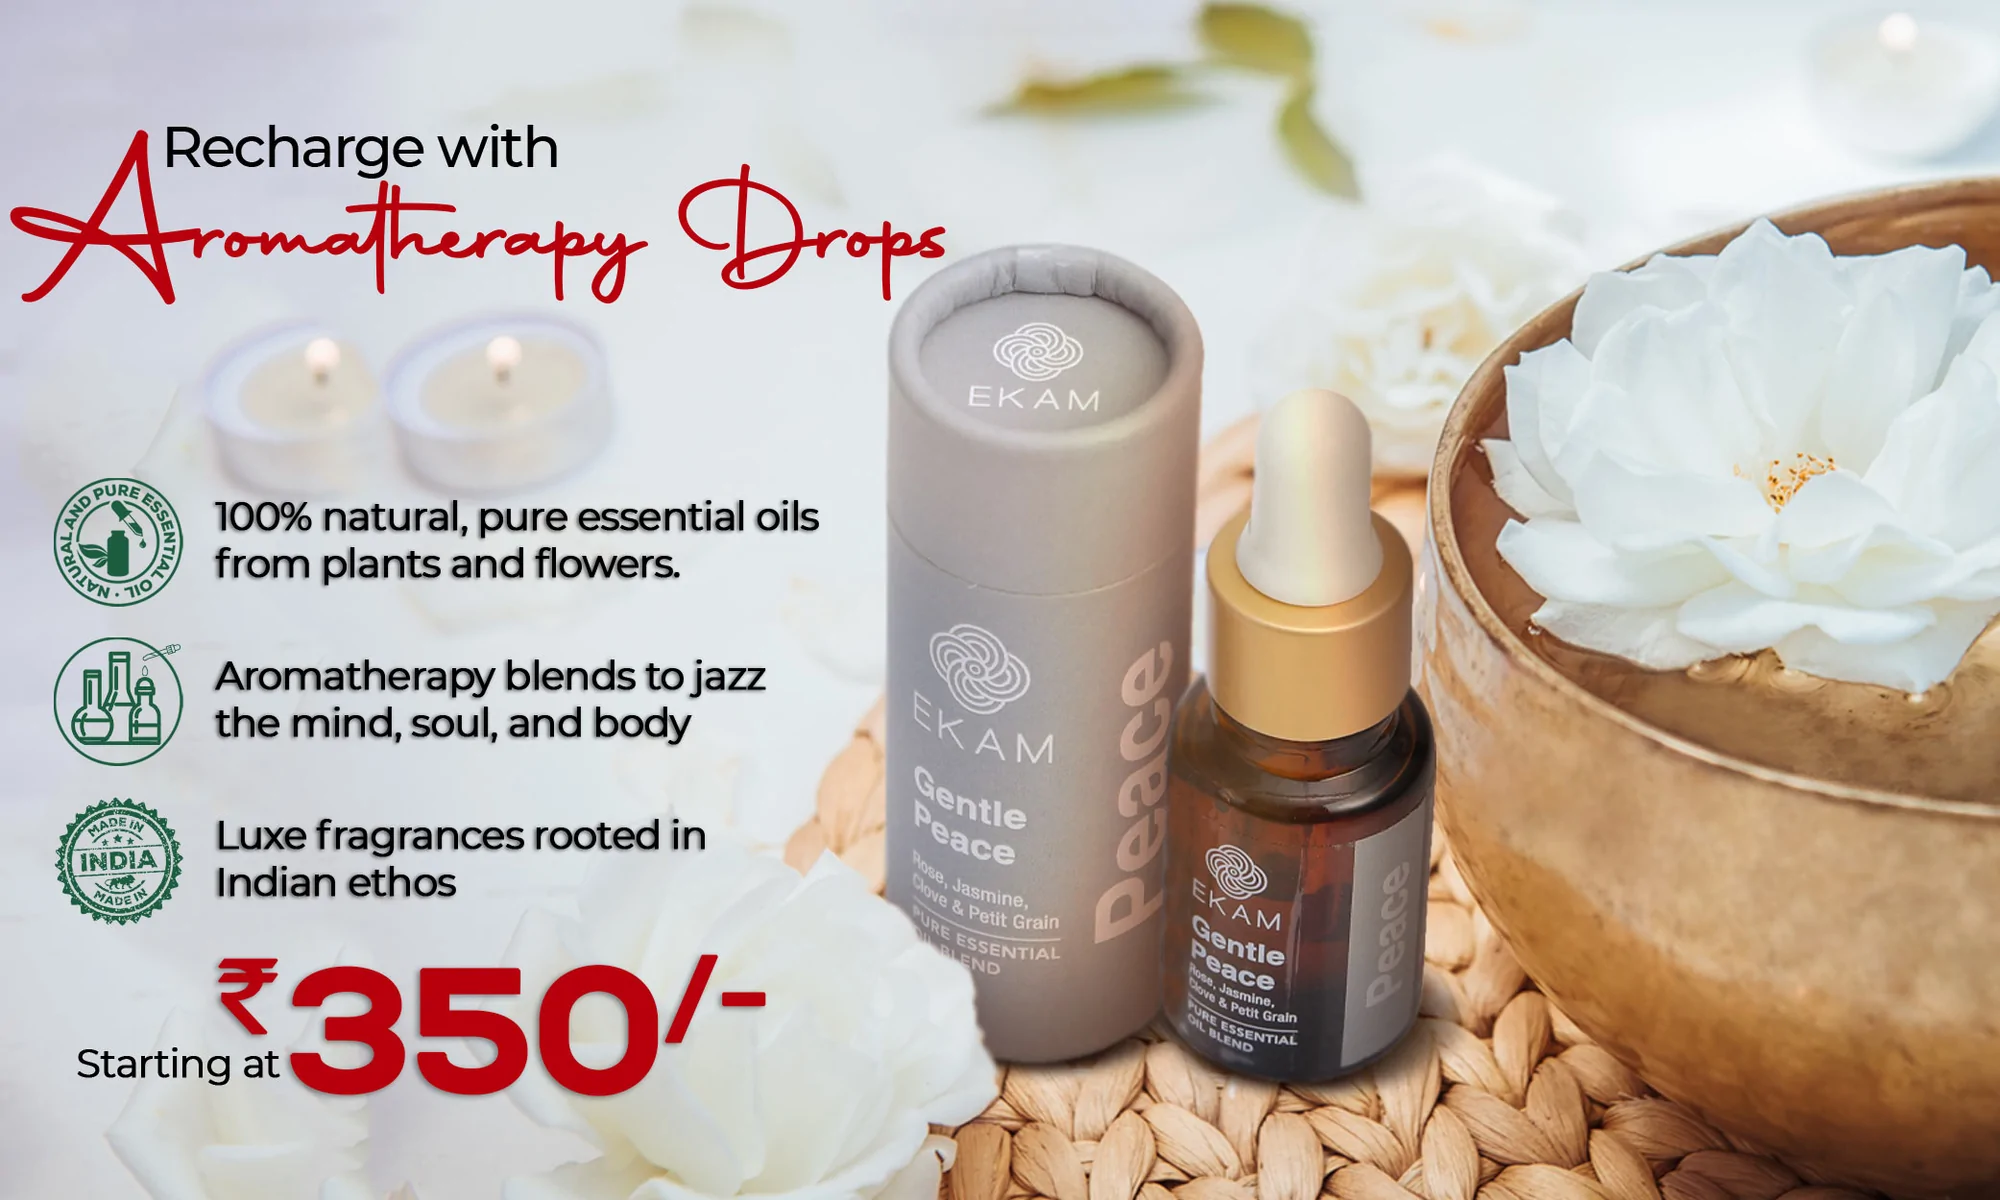 Recharge with
Aromatherapy Drops
EKAM
NATURAL AND PURE ESSENTIAL OIL
100% natural, pure essential oils
from plants and flowers.
Aromatherapy blends to jazz
the mind, soul, and body
MADE IN
INDIA
MADE IN
Luxe fragrances rooted in
Indian ethos
₹350/-
Starting at
EKAM
Gentle
Peace
Rose, Jasmine,
Clove & Petit Grain
PURE ESSENTIAL
OIL BLEND
Peace
EKAM
Gentle
Peace
Rose, Jasmine,
Clove & Petit Grain
PURE ESSENTIAL
OIL BLEND
Peace